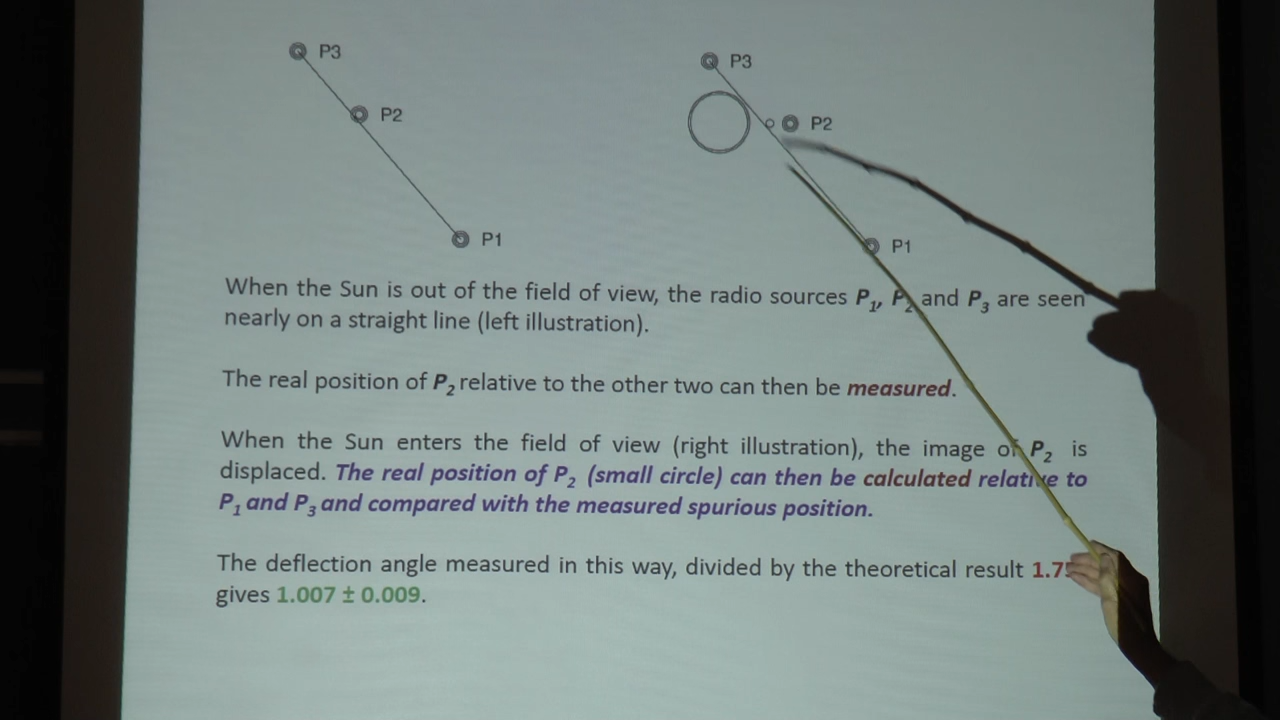 P3
P2
P1
P3
P2
P1
When the Sun is out of the field of view, the radio sources P1, P2 and P3 are seen
nearly on a straight line (left illustration).
The real position of P2 relative to the other two can then be measured.
When the Sun enters the field of view (right illustration), the image of P2 is
displaced. The real position of P2 (small circle) can then be calculated relative to
P1 and P3 and compared with the measured spurious position.
The deflection angle measured in this way, divided by the theoretical result
gives 1.007 ± 0.009.